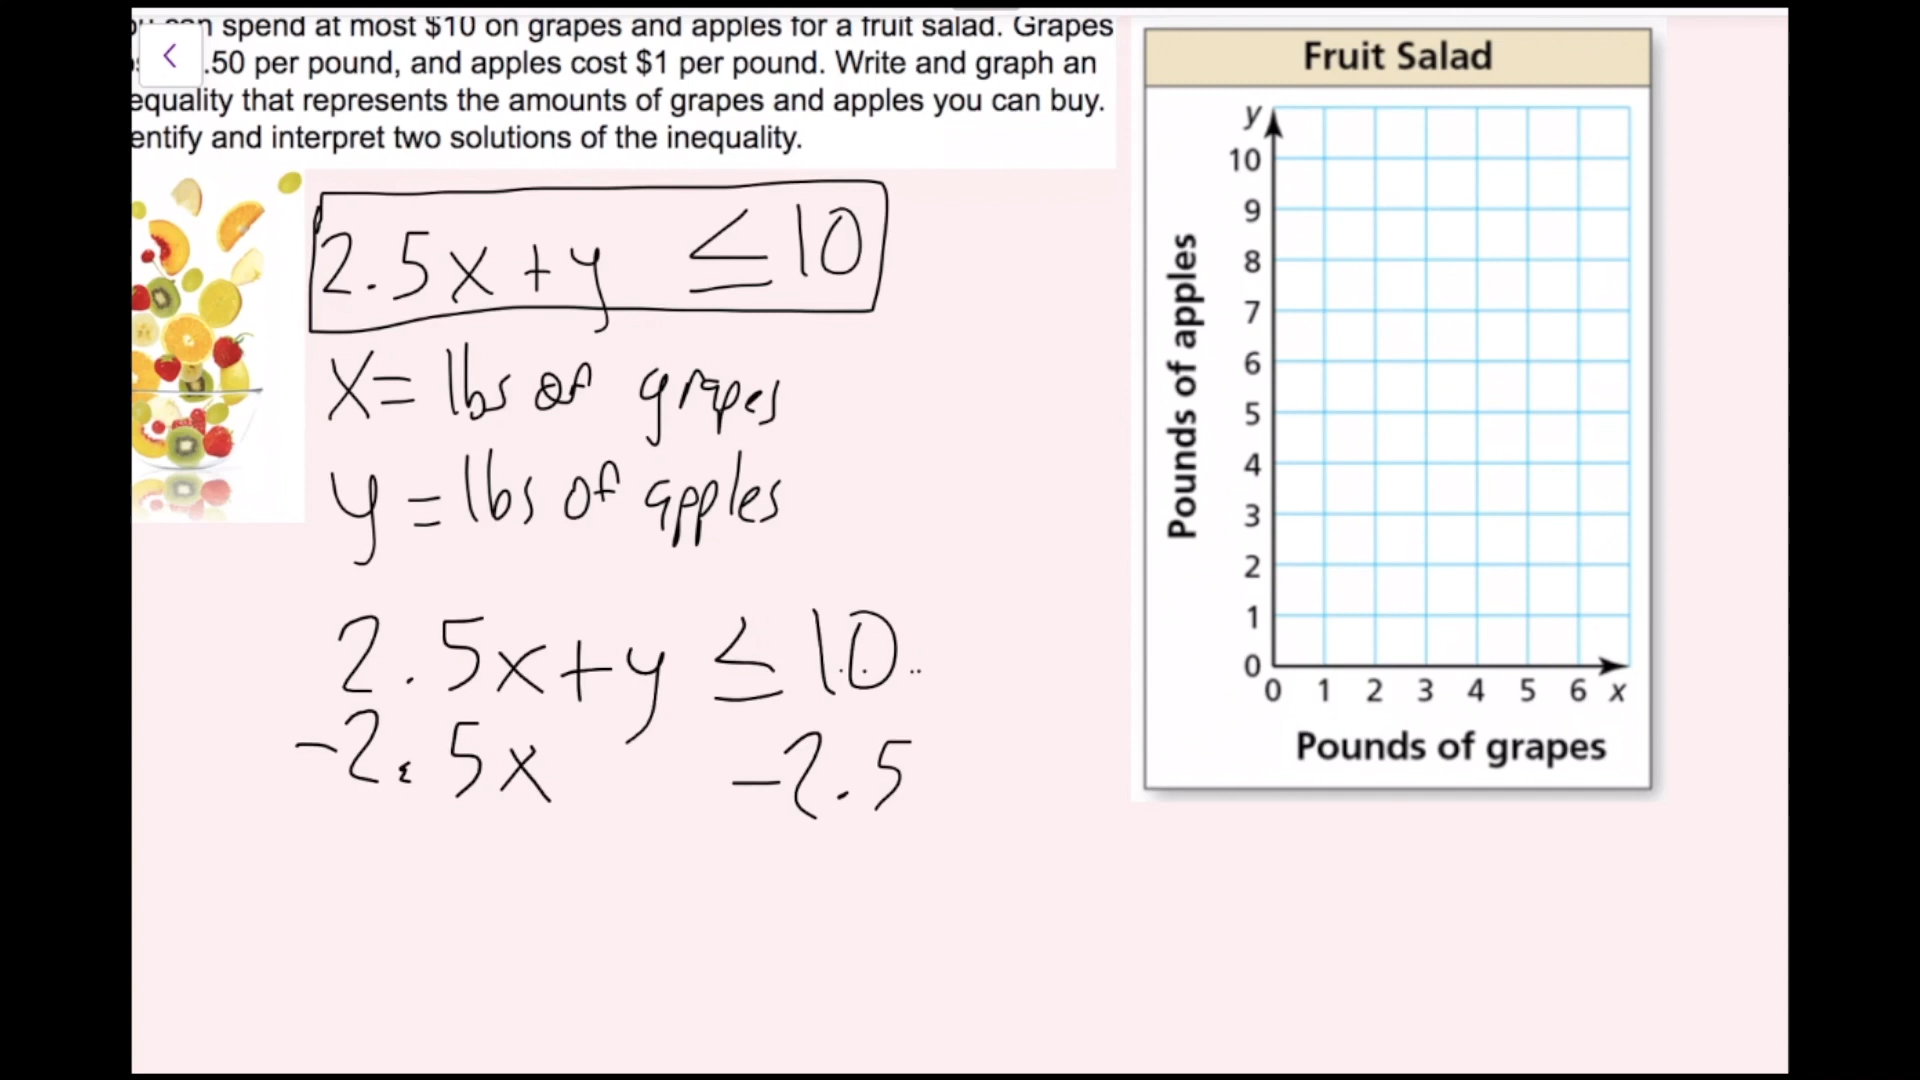 spend at most $10 on grapes and apples for a fruit salad. Grapes
.50 per pound, and apples cost $1 per pound. Write and graph an
equality that represents the amounts of grapes and apples you can buy.
entify and interpret two solutions of the inequality.
2.5x+y ≤10
x= lbs of grapes
y = lbs of apples
2.5x+y ≤10
-2.5x -2.5
Fruit Salad
y
10
9
8
7
6
5
4
3
2
1
0
Pounds of apples
0 1 2 3 4 5 6 x
Pounds of grapes